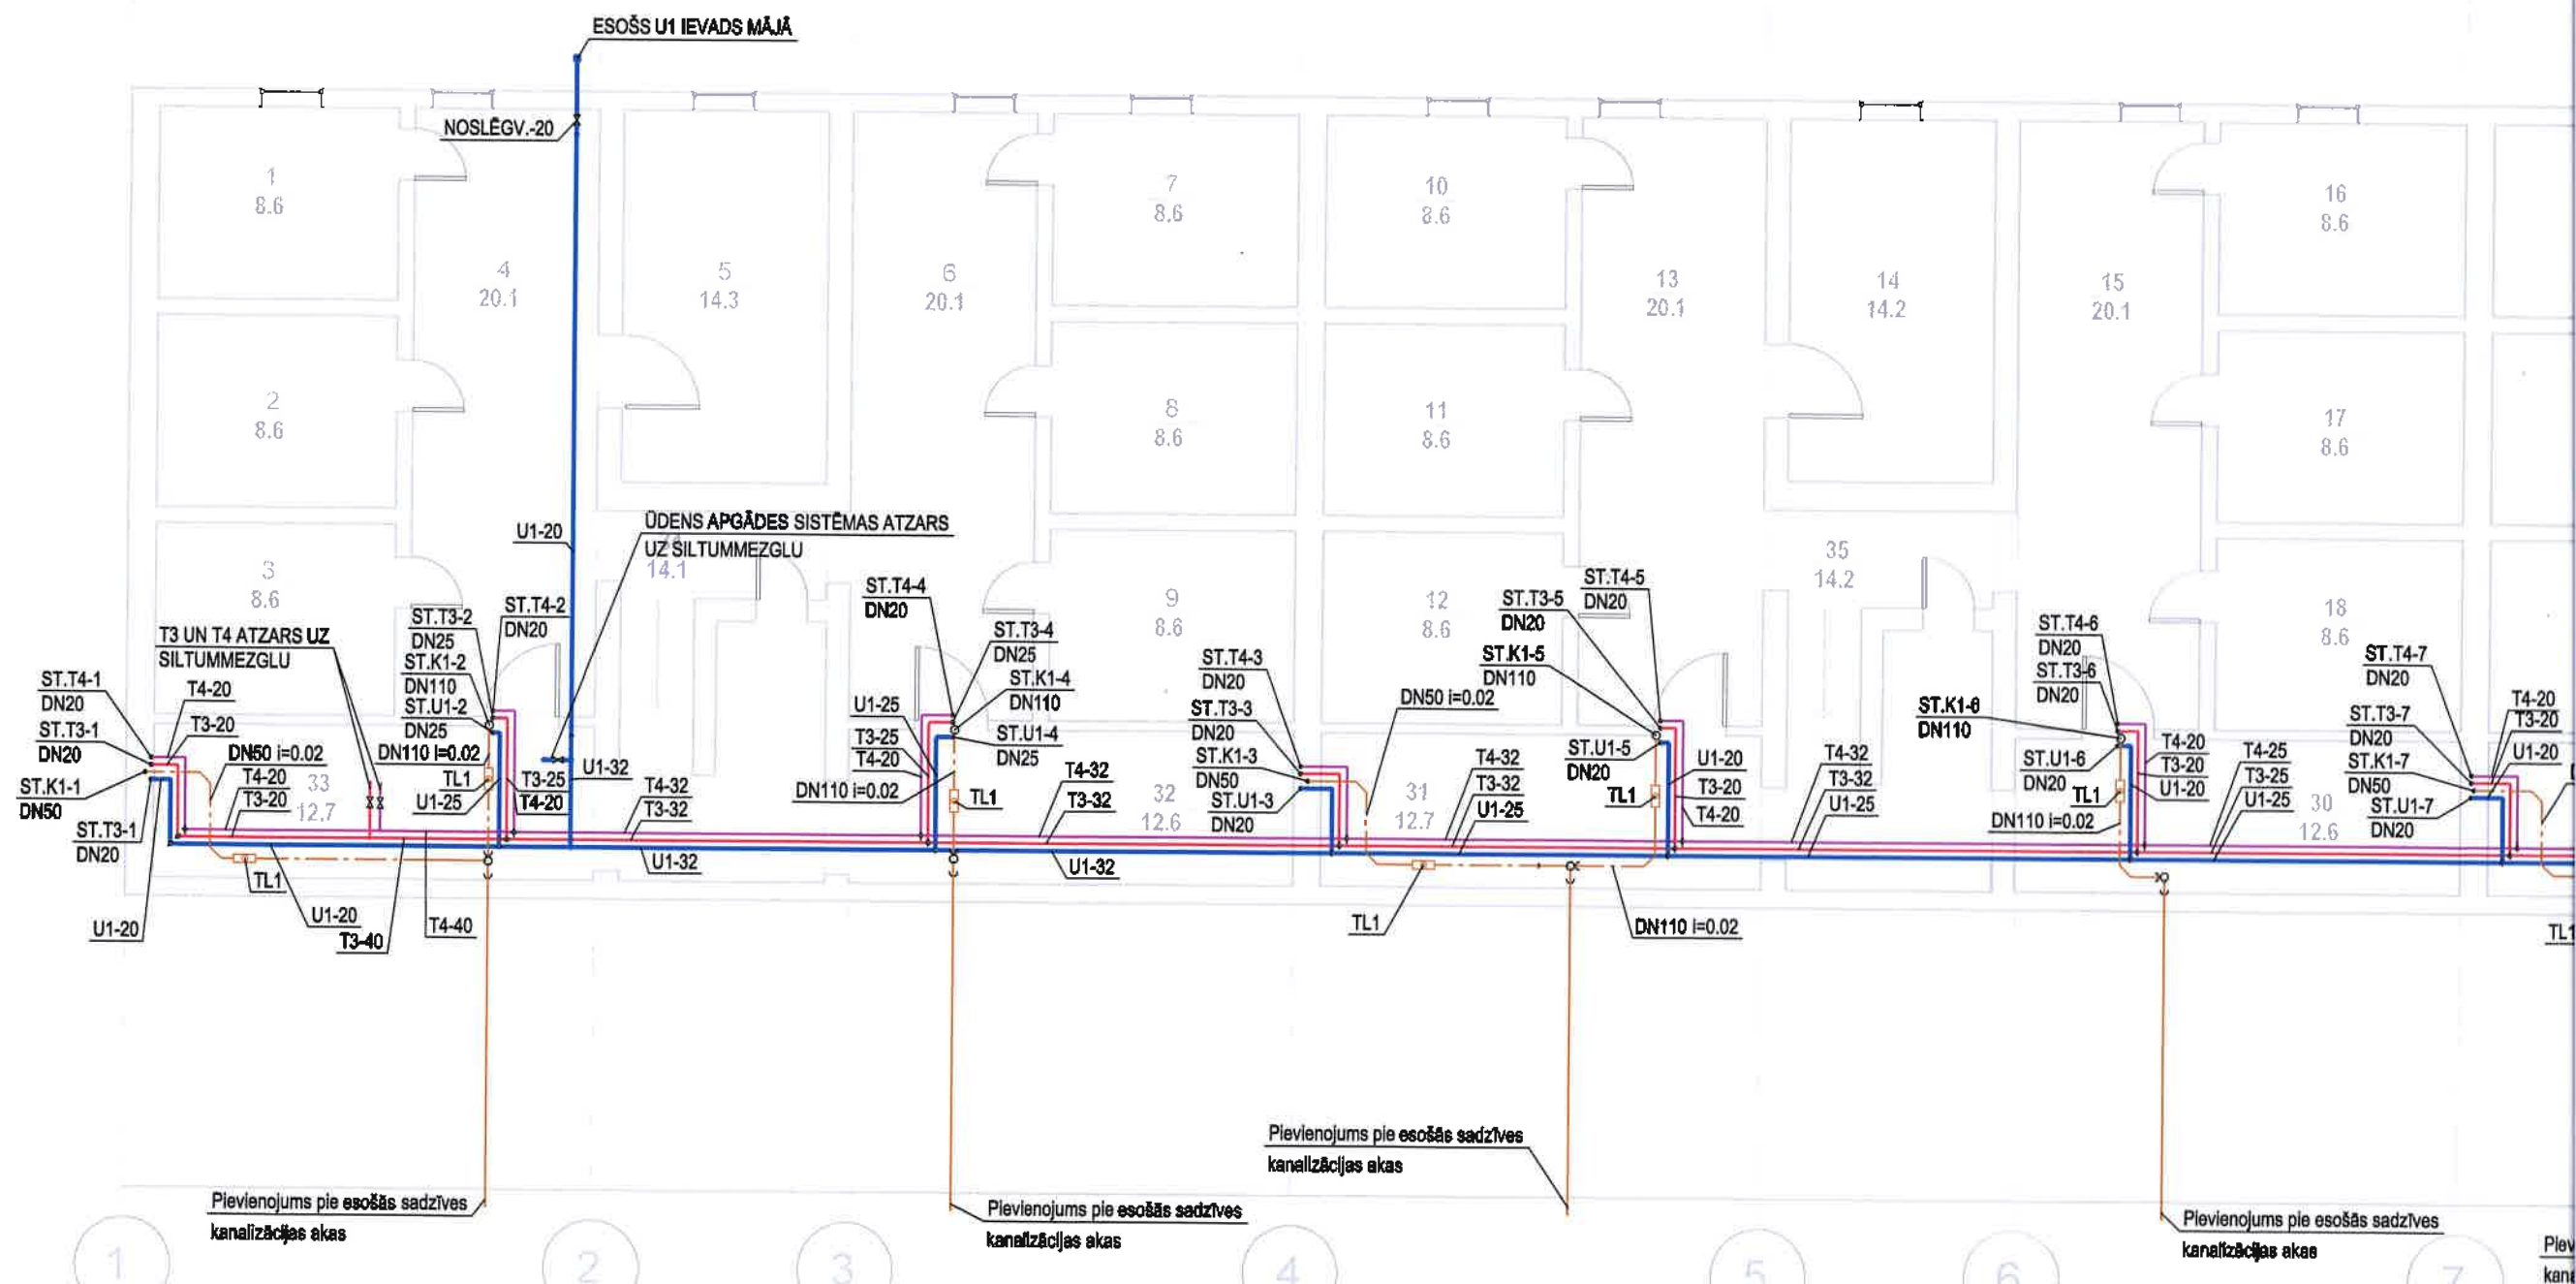 ESOŠS U1 IEVADS MĀJĀ
NOSLĒGV.-20
1
8.6
4
20.1
5
14.3
6
20.1
7
8.6
10
8.6
13
20.1
14
14.2
15
20.1
16
8.6
2
8.6
8
8.6
11
8.6
17
8.6
U1-20
ŪDENS APGĀDES SISTĒMAS ATZARS
UZ SILTUMMEZGLU
14.1
3
8.6
9
8.6
12
8.6
35
14.2
18
8.6
T3 UN T4 ATZARS UZ
SILTUMMEZGLU
ST.T4-1
DN20
ST.T3-1
DN20
ST.K1-1
DN50
ST.T3-1
DN20
T4-20
T3-20
DN50 i=0.02
T4-20
T3-20
33
12.7
U1-20
TL1
U1-20
T3-40
T4-40
ST.T3-2
DN25
ST.K1-2
DN110
ST.U1-2
DN25
DN110 i=0.02
TL1
U1-25
ST.T4-2
DN20
T3-25
T4-20
U1-32
T4-32
T3-32
U1-32
ST.T4-4
DN20
U1-25
T3-25
T4-20
DN110 i=0.02
ST.T3-4
DN25
ST.K1-4
DN110
ST.U1-4
DN25
TL1
T4-32
T3-32
U1-32
32
12.6
ST.T4-3
DN20
ST.T3-3
DN20
ST.K1-3
DN50
ST.U1-3
DN20
DN50 i=0.02
31
12.7
T4-32
T3-32
U1-25
TL1
ST.T4-5
DN20
ST.T3-5
DN20
ST.K1-5
DN110
ST.U1-5
DN20
TL1
U1-20
T3-20
T4-20
DN110 i=0.02
T4-32
T3-32
U1-25
ST.T4-6
DN20
ST.T3-6
DN20
ST.K1-6
DN110
ST.U1-6
DN20
TL1
DN110 i=0.02
T4-20
T3-20
U1-20
T4-25
T3-25
U1-25
30
12.6
ST.T4-7
DN20
ST.T3-7
DN20
ST.K1-7
DN50
ST.U1-7
DN20
T4-20
T3-20
U1-20
TL1
Pievienojums pie esošās sadzīves
kanalizācijas akas
Pievienojums pie esošās sadzīves
kanalizācijas akas
Pievienojums pie esošās sadzīves
kanalizācijas akas
Pievienojums pie esošās sadzīves
kanalizācijas akas
1
2
3
4
5
6
7